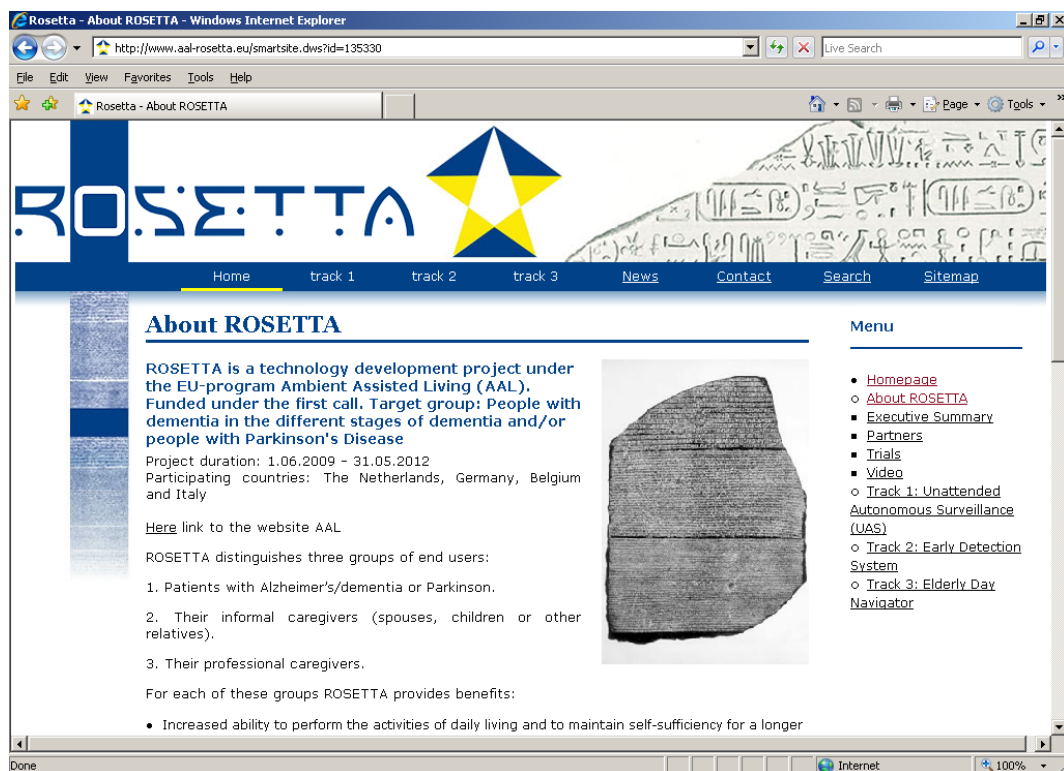 Rosetta - About ROSETTA - Windows Internet Explorer
http://www.aal-rosetta.eu/smartsite.dws?id=135330
Live Search
File Edit View Favorites Tools Help
Rosetta - About ROSETTA
Page Tools
ROSETTA
Home track 1 track 2 track 3 News Contact Search Sitemap
About ROSETTA
ROSETTA is a technology development project under
the EU-program Ambient Assisted Living (AAL).
Funded under the first call. Target group: People with
dementia in the different stages of dementia and/or
people with Parkinson's Disease
Project duration: 1.06.2009 - 31.05.2012
Participating countries: The Netherlands, Germany, Belgium
and Italy
Here link to the website AAL
ROSETTA distinguishes three groups of end users:
1. Patients with Alzheimer's/dementia or Parkinson.
2. Their informal caregivers (spouses, children or other
relatives).
3. Their professional caregivers.
For each of these groups ROSETTA provides benefits:
• Increased ability to perform the activities of daily living and to maintain self-sufficiency for a longer
Menu
Homepage
About ROSETTA
Executive Summary
Partners
Trials
Video
Track 1: Unattended
Autonomous Surveillance
(UAS)
Track 2: Early Detection
System
Track 3: Elderly Day
Navigator
Done
Internet
100%